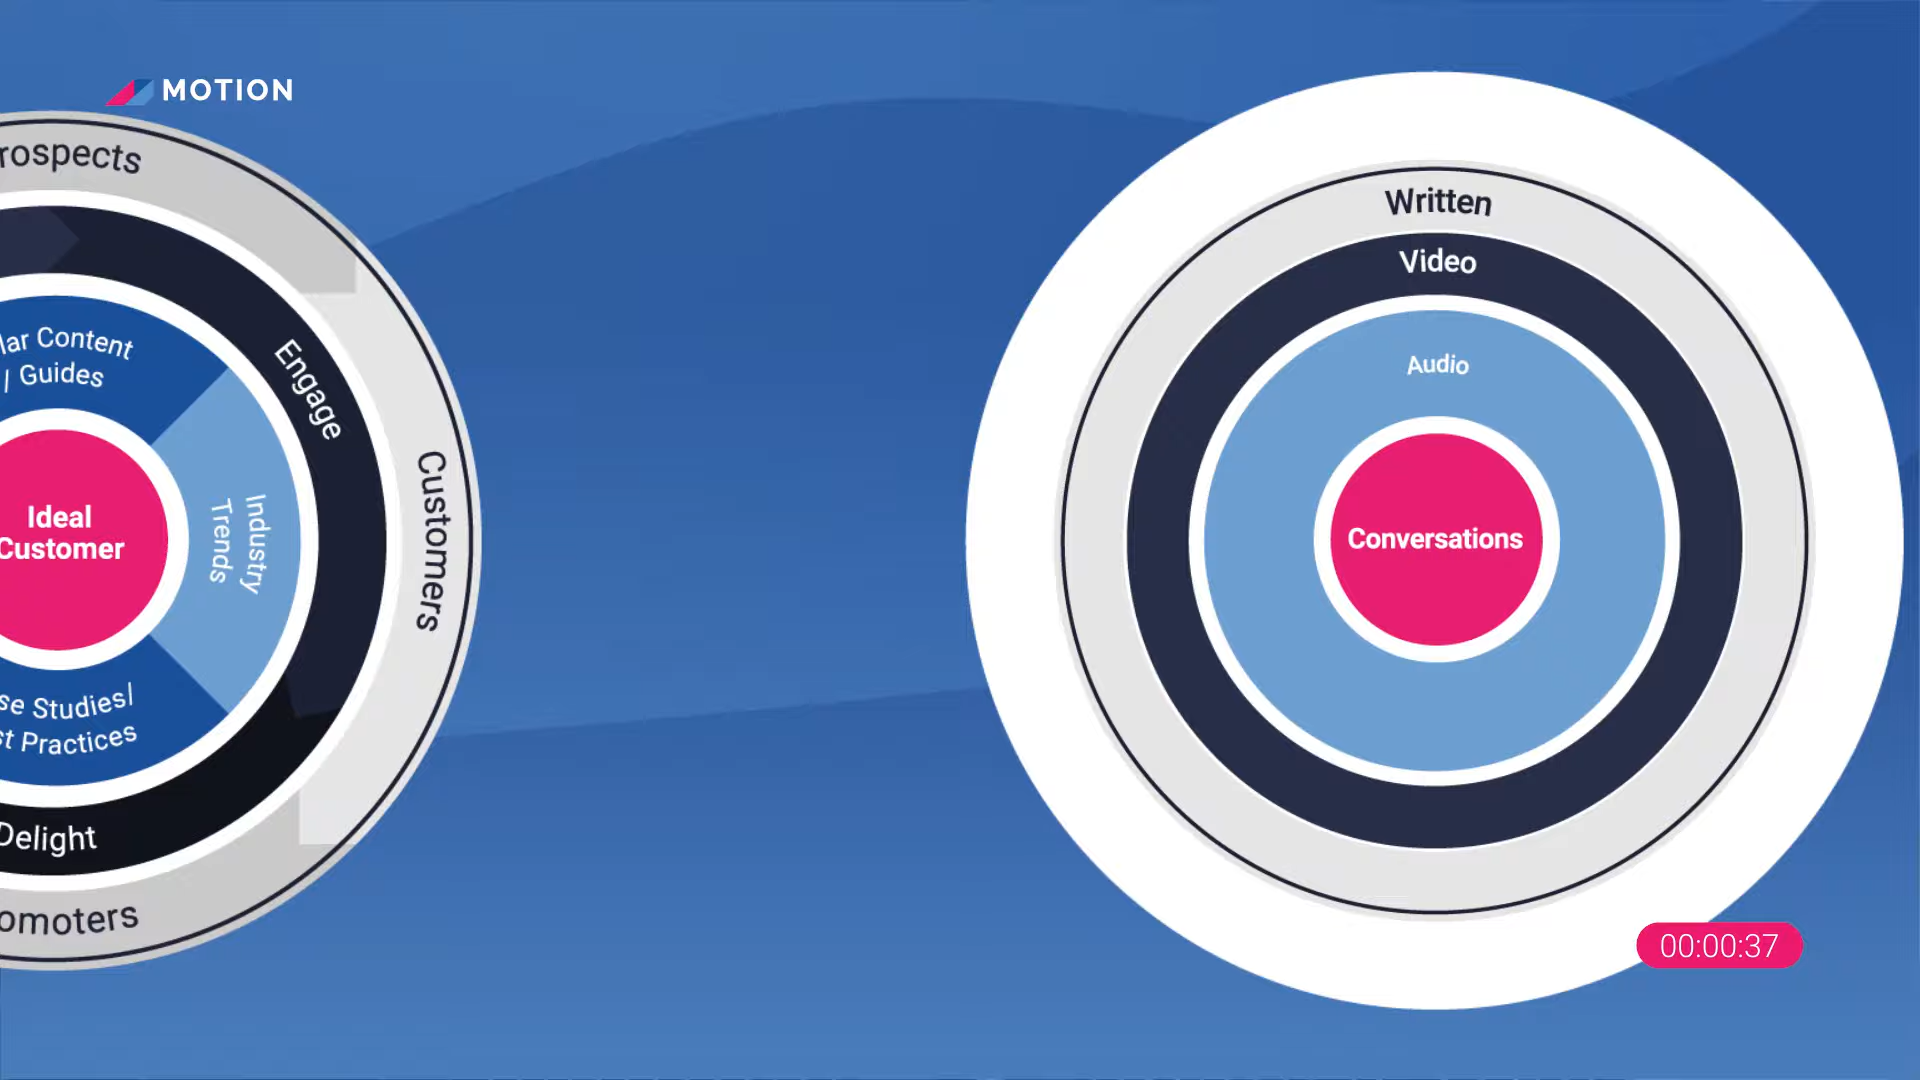 MOTION
rospects
Engage
Customers
lar Content
/ Guides
Industry
Trends
Ideal
Customer
se Studies/
st Practices
Delight
omoters
Written
Video
Audio
Conversations
00:00:37